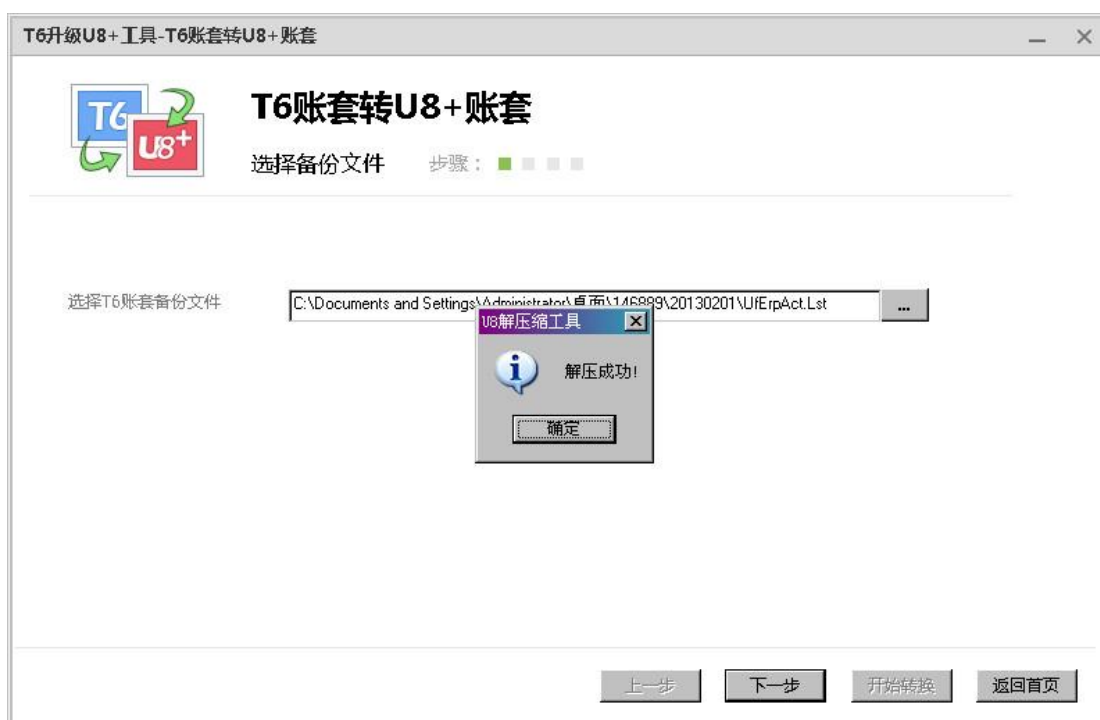 T6升级U8+工具-T6账套转U8+账套
T6
U8+
T6账套转U8+账套
选择备份文件 步骤：
选择T6账套备份文件 C:\Documents and Settings\Administrator\桌面\146889\20130201\UfErpAct.Lst ...
U8解压缩工具
解压成功!
确定
上一步 下一步 开始转换 返回首页